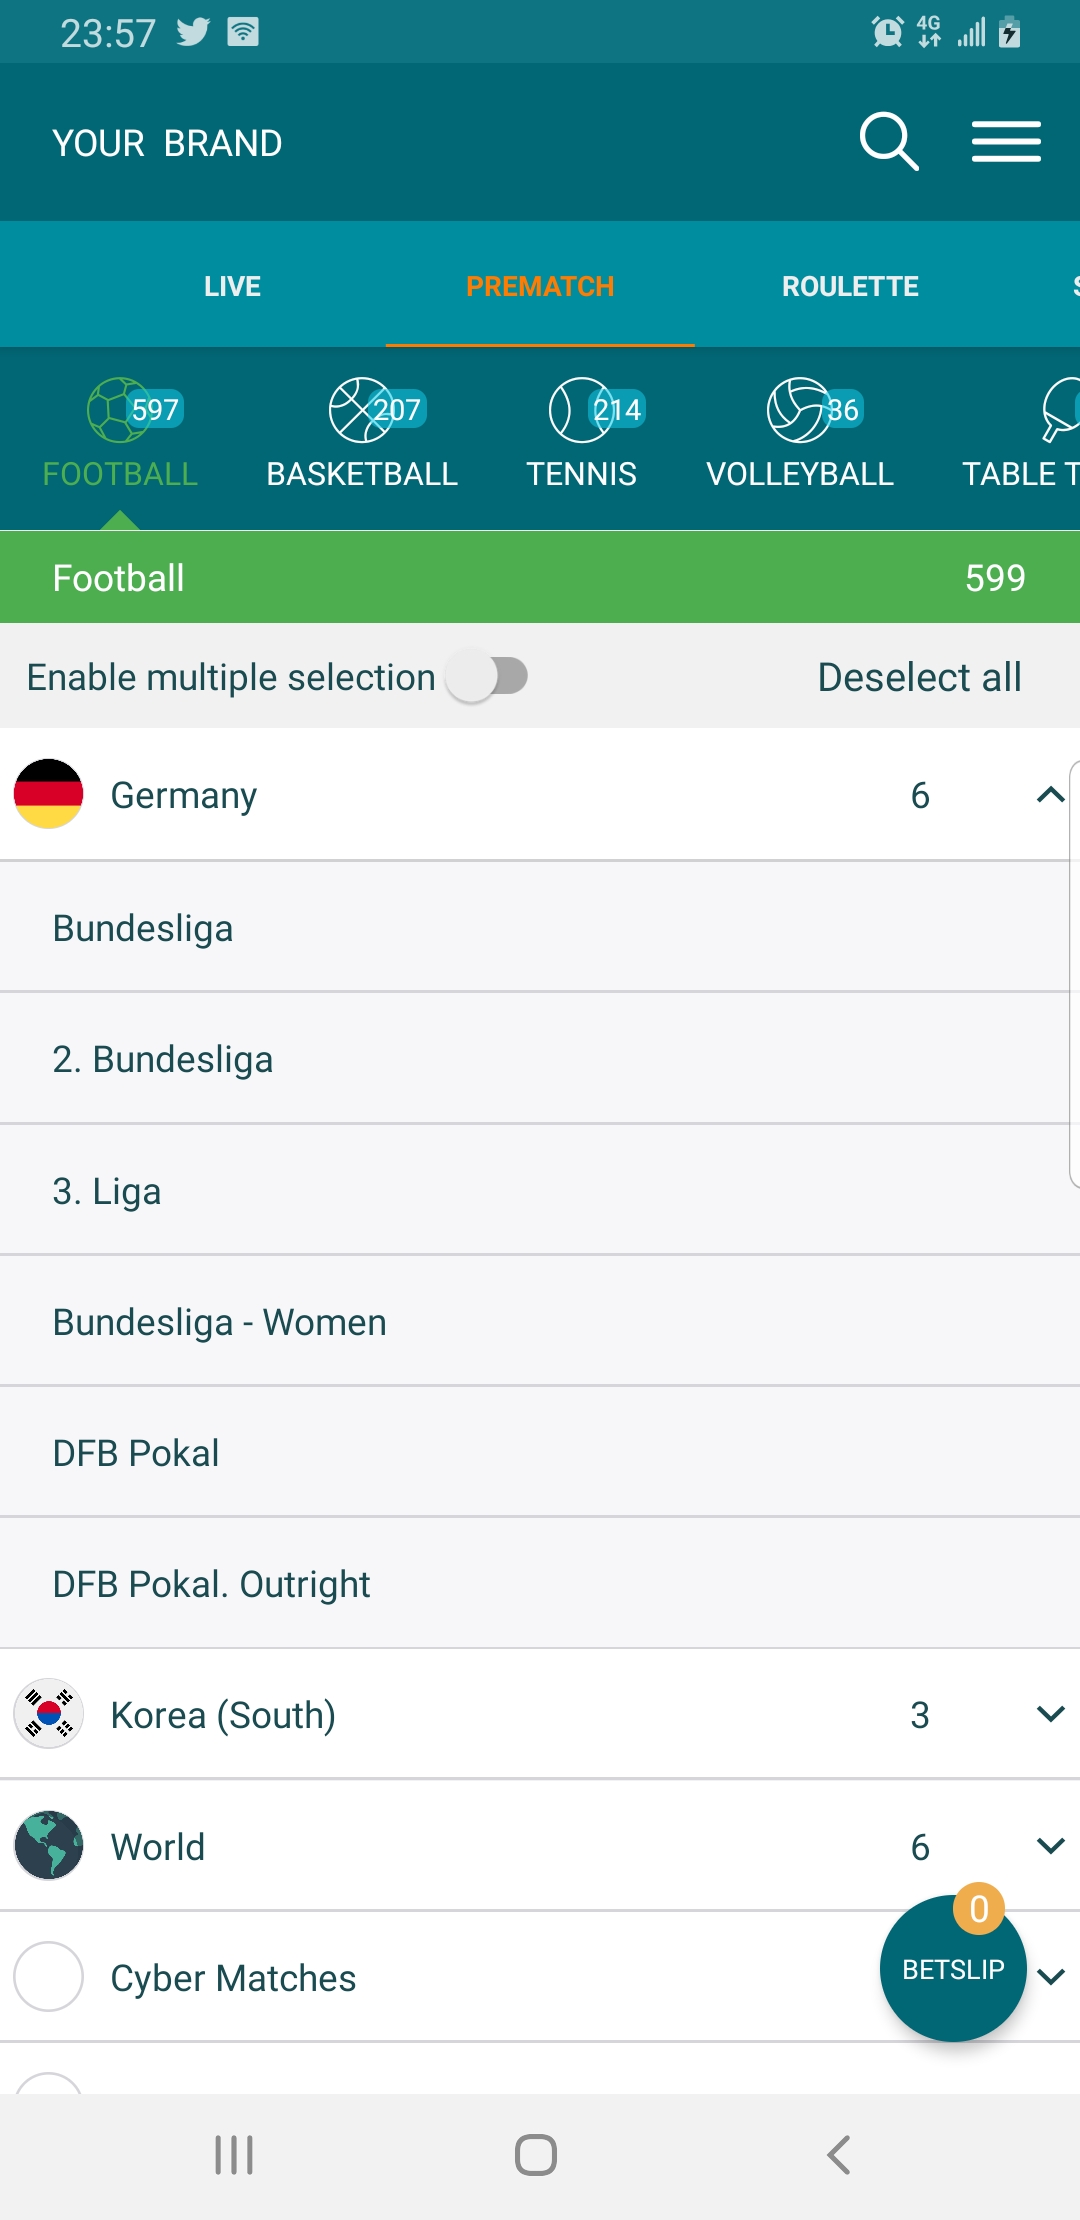 23:57 4G
YOUR BRAND
LIVE PREMATCH ROULETTE S
597 207 214 36
FOOTBALL BASKETBALL TENNIS VOLLEYBALL TABLE T
Football 599
Enable multiple selection Deselect all
Germany 6
Bundesliga
2. Bundesliga
3. Liga
Bundesliga - Women
DFB Pokal
DFB Pokal. Outright
Korea (South) 3
World 6
0
Cyber Matches BETSLIP